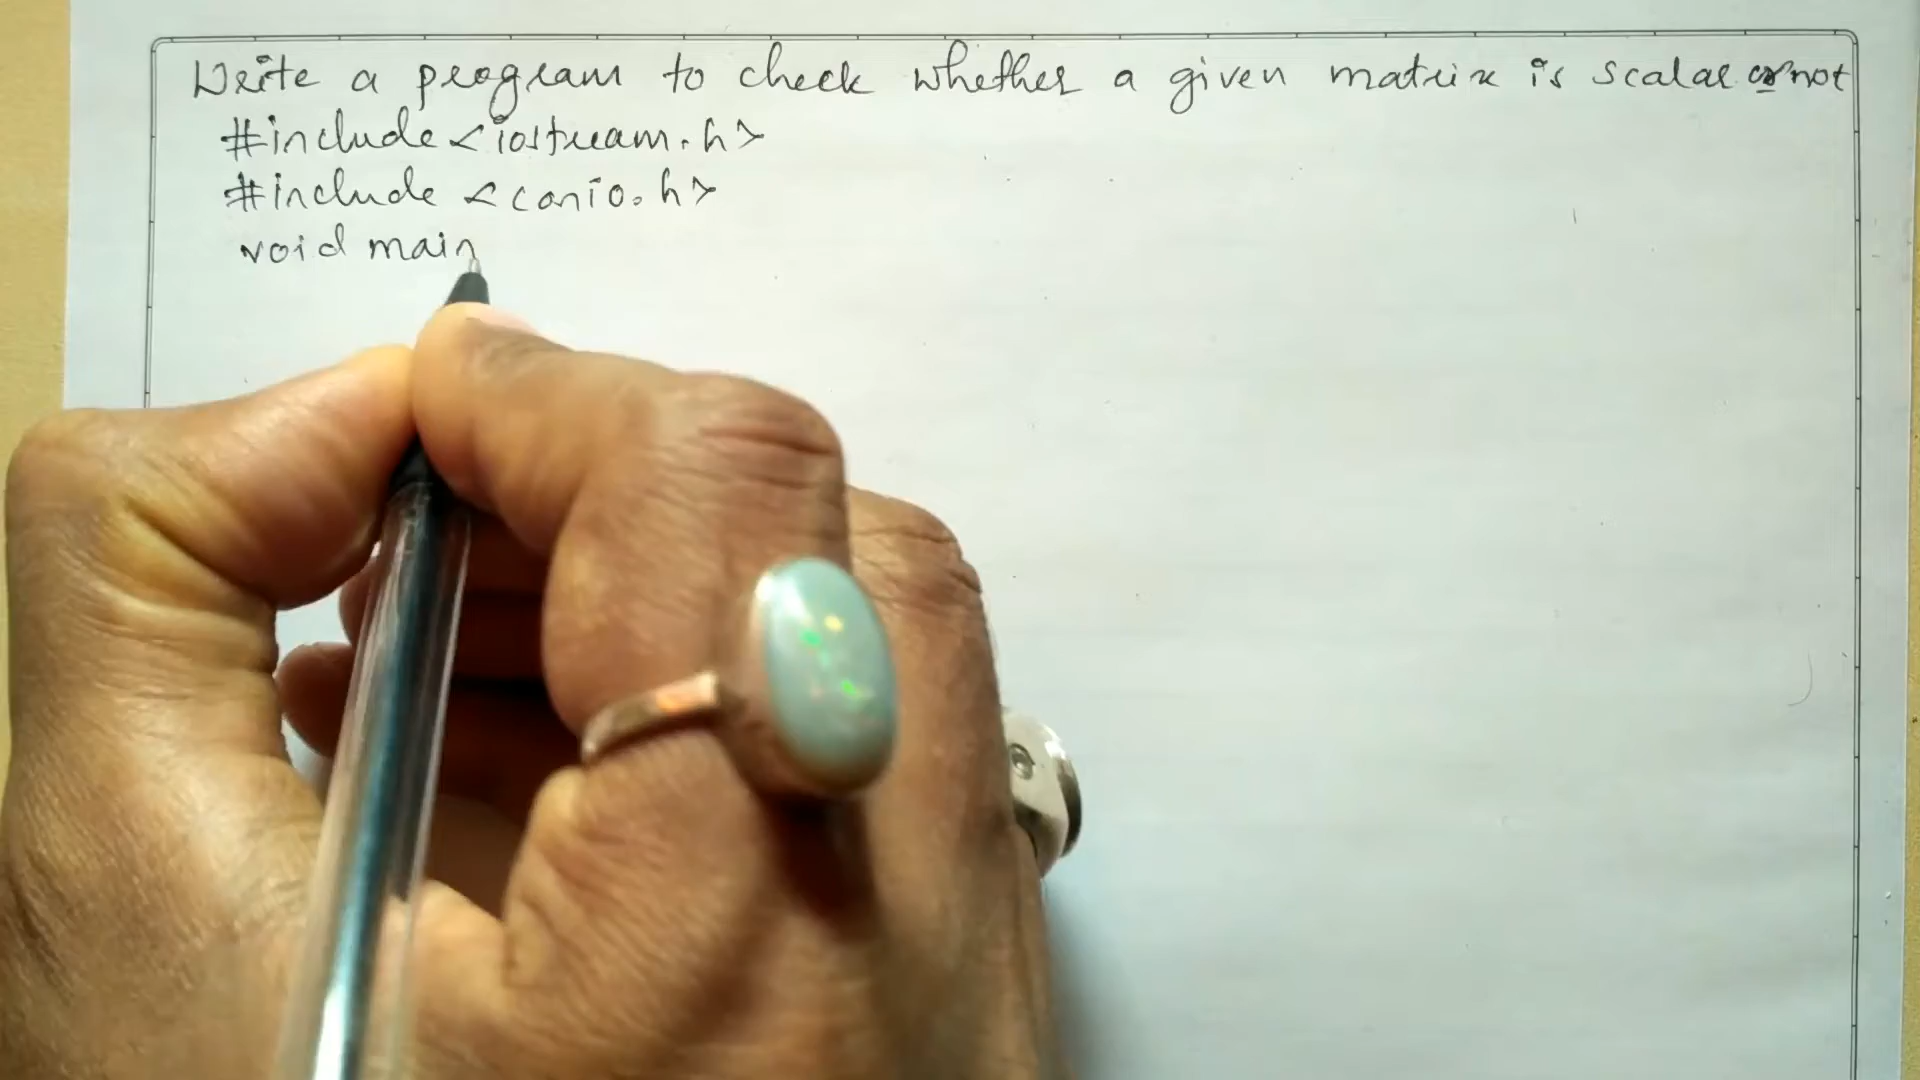 Write a program to check whether a given matrix is scalar or not
#include <iostream.h>
#include <conio.h>
void main